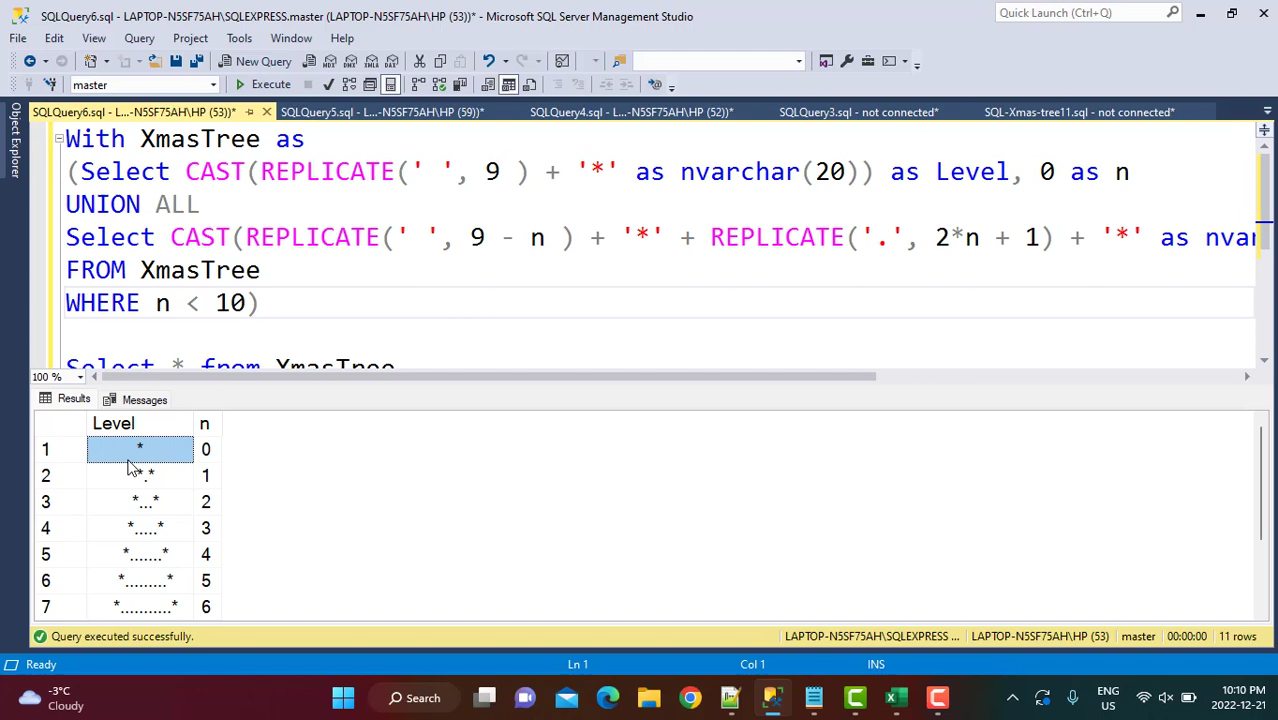 SQLQuery6.sql - LAPTOP-N5SF75AH\SQLEXPRESS.master (LAPTOP-N5SF75AH\HP (53))* - Microsoft SQL Server Management Studio
Quick Launch (Ctrl+Q)
File Edit View Query Project Tools Window Help
New Query
master Execute
SQLQuery6.sql - L...-N5SF75AH\HP (53))* SQLQuery5.sql - L...-N5SF75AH\HP (59))* SQLQuery4.sql - L...-N5SF75AH\HP (52))* SQLQuery3.sql - not connected* SQL-Xmas-tree11.sql - not connected*
Object Explorer
With XmasTree as
(Select CAST(REPLICATE(' ', 9 ) + '*' as nvarchar(20)) as Level, 0 as n
UNION ALL
Select CAST(REPLICATE(' ', 9 - n ) + '*' + REPLICATE('.', 2*n + 1) + '*' as nvar
FROM XmasTree
WHERE n < 10)
Select * from XmasTree
100 %
Results Messages
Level n
1 * 0
2 *.* 1
3 *...* 2
4 *.....* 3
5 *.......* 4
6 *.........* 5
7 *...........* 6
Query executed successfully. LAPTOP-N5SF75AH\SQLEXPRESS ... LAPTOP-N5SF75AH\HP (53) master 00:00:00 11 rows
Ready Ln 1 Col 1 INS
-3°C
Cloudy
Search
ENG
US
10:10 PM
2022-12-21